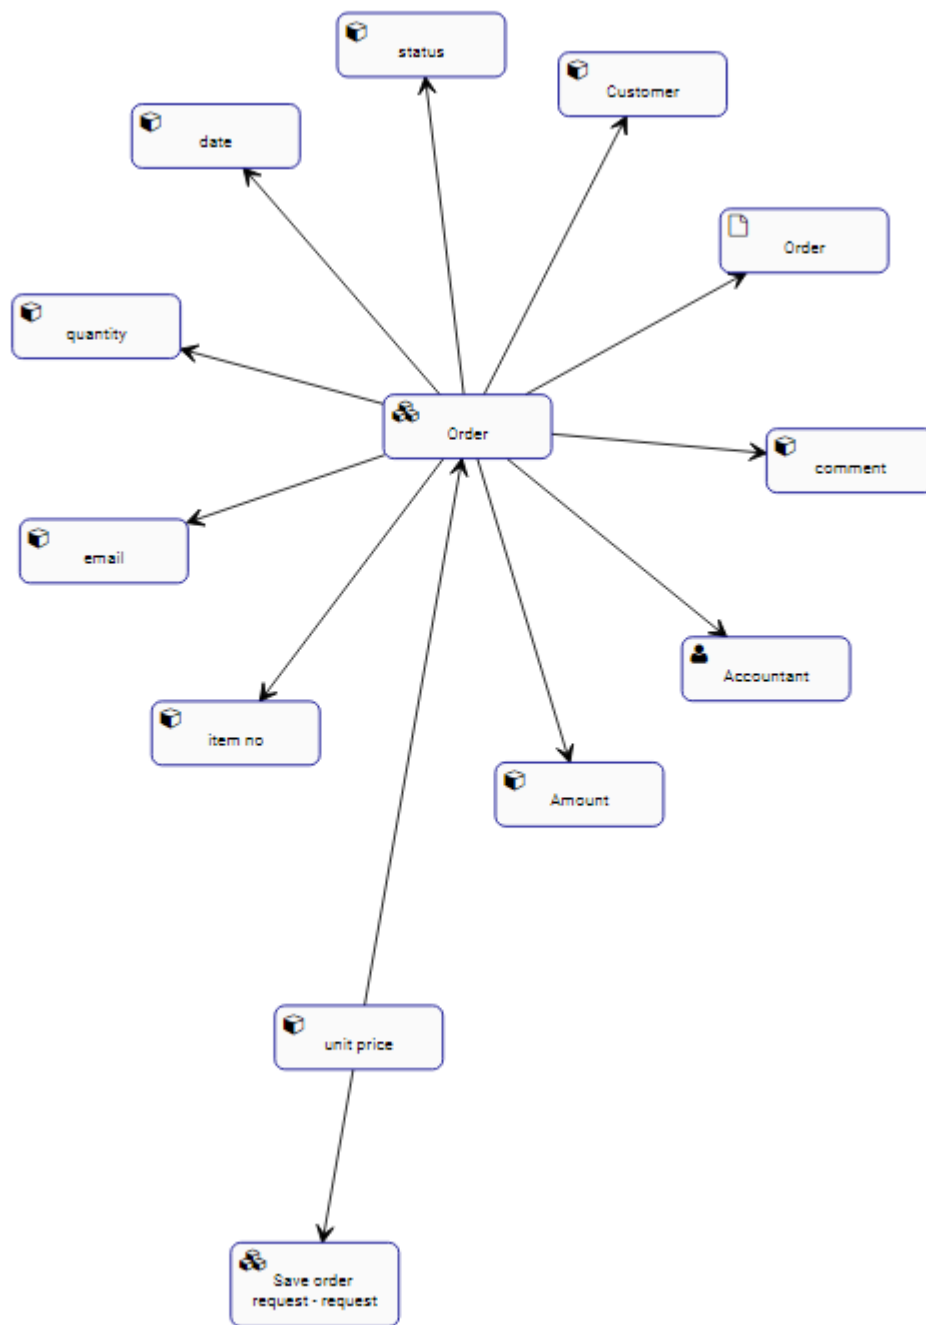 status
Customer
date
Order
quantity
Order
comment
email
Accountant
item no
Amount
unit price
Save order
request - request